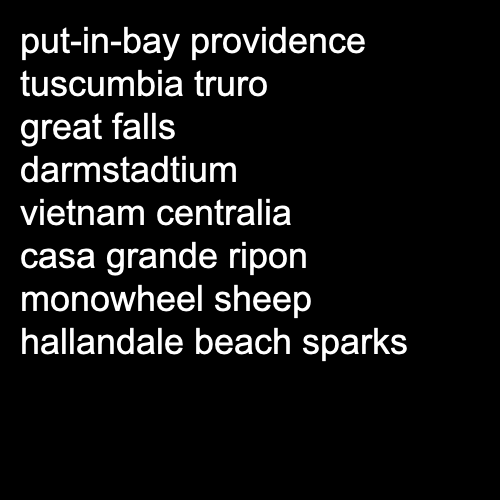 put-in-bay providence
tuscumbia truro
great falls
darmstadtium
vietnam centralia
casa grande ripon
monowheel sheep
hallandale beach sparks